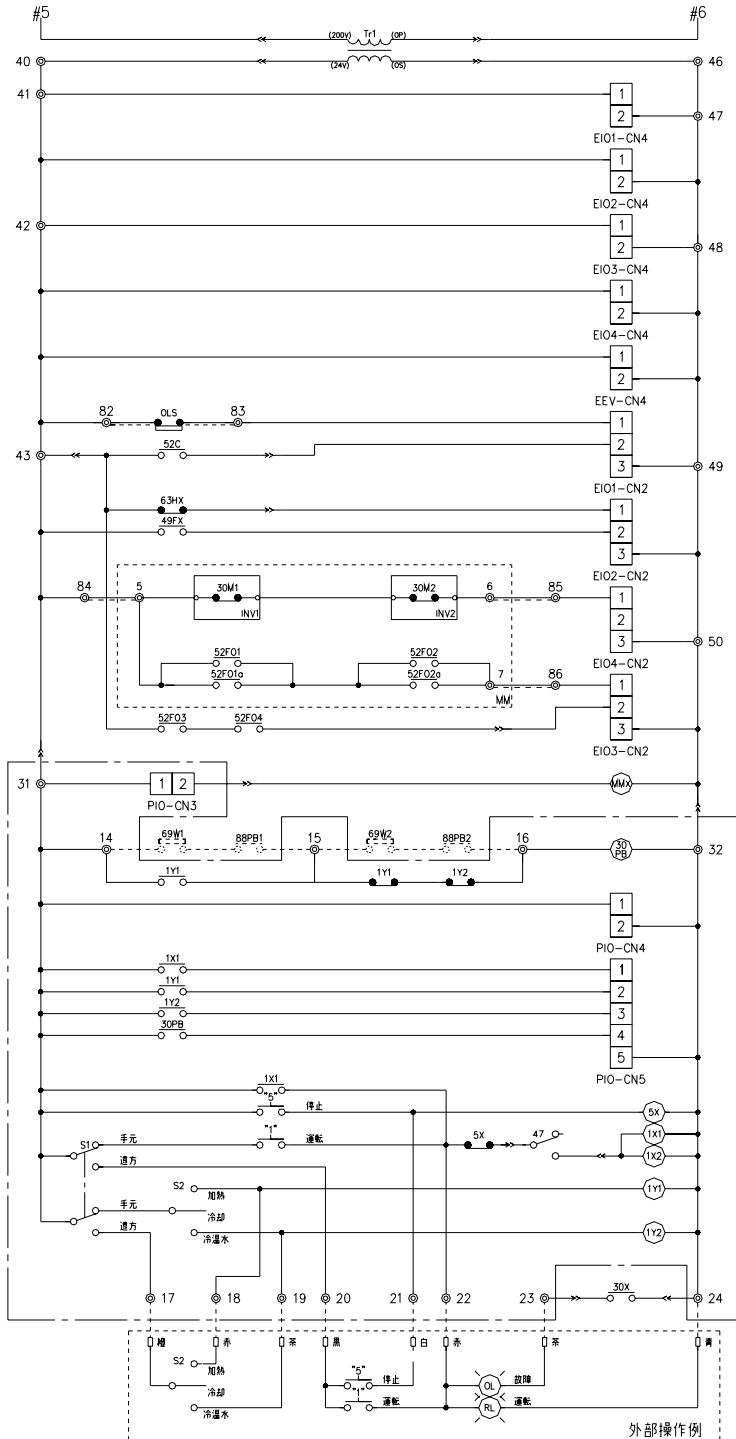 #5 #6
(200V) Tr1 (0P)
40 (24V) (0S) 46
41 1
2 47
EIO1-CN4
1
2
EIO2-CN4
42 1
2 48
EIO3-CN4
1
2
EIO4-CN4
1
2
EEV-CN4
82 OLS 83 1
43 52C 2
3 49
EIO1-CN2
63HX 1
49FX 2
3
EIO2-CN2
84 5 30M1 30M2 6 85 1
INV1 INV2
2
3 50
EIO4-CN2
52F01 52F02
52F01a 52F02a 7 86 1
MM
2
52F03 52F04 3
EIO3-CN2
31 1 2 MMX
PIO-CN3
14 69W1 88PB1 15 69W2 88PB2 16 30PB 32
1Y1 1Y1 1Y2
1
2
PIO-CN4
1X1 1
1Y1 2
1Y2 3
30PB 4
5
PIO-CN5
1X1
"5" 停止 5X
S1 手元 "1" 運転 5X 47 1X1
1X2
遠方
S2 加熱 1Y1
手元 冷却
遠方 冷温水 1Y2
17 18 19 20 21 22 23 30X 24
橙 赤 茶 黒 白 赤 茶 青
S2 加熱
冷却 "5" 停止 OL 故障
冷温水 "1" 運転 RL 運転
外部操作例